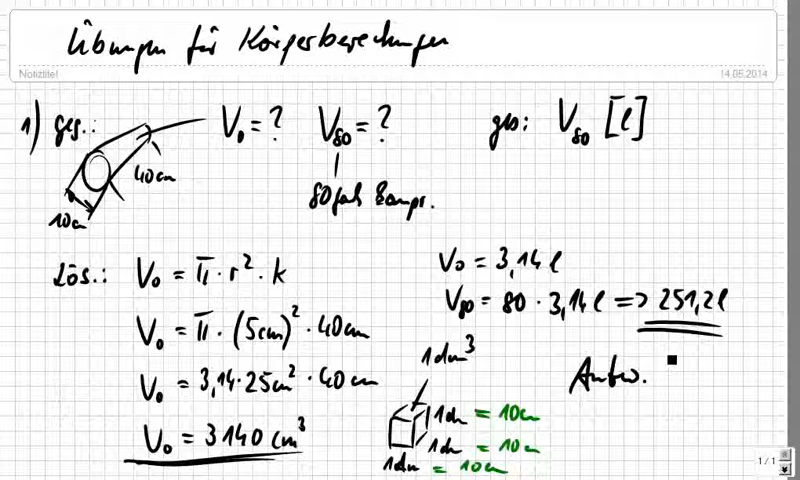 Übungen für Körperberechungen
Notiztitel
14.05.2014
1) ges.: V₀ = ? V₈₀ = ? ges: V₈₀ [l]
40cm
10cm
80fach kompr.
Lös.: V₀ = π · r² · k
V₀ = π · (5cm)² · 40cm
V₀ = 3,14 · 25cm² · 40cm
V₀ = 3140 cm³
V₀ = 3,14 l
V₈₀ = 80 · 3,14 l => 251,2 l
1dm³
Antw.
1dm = 10cm
1dm = 10cm
1dm = 10cm
1/1